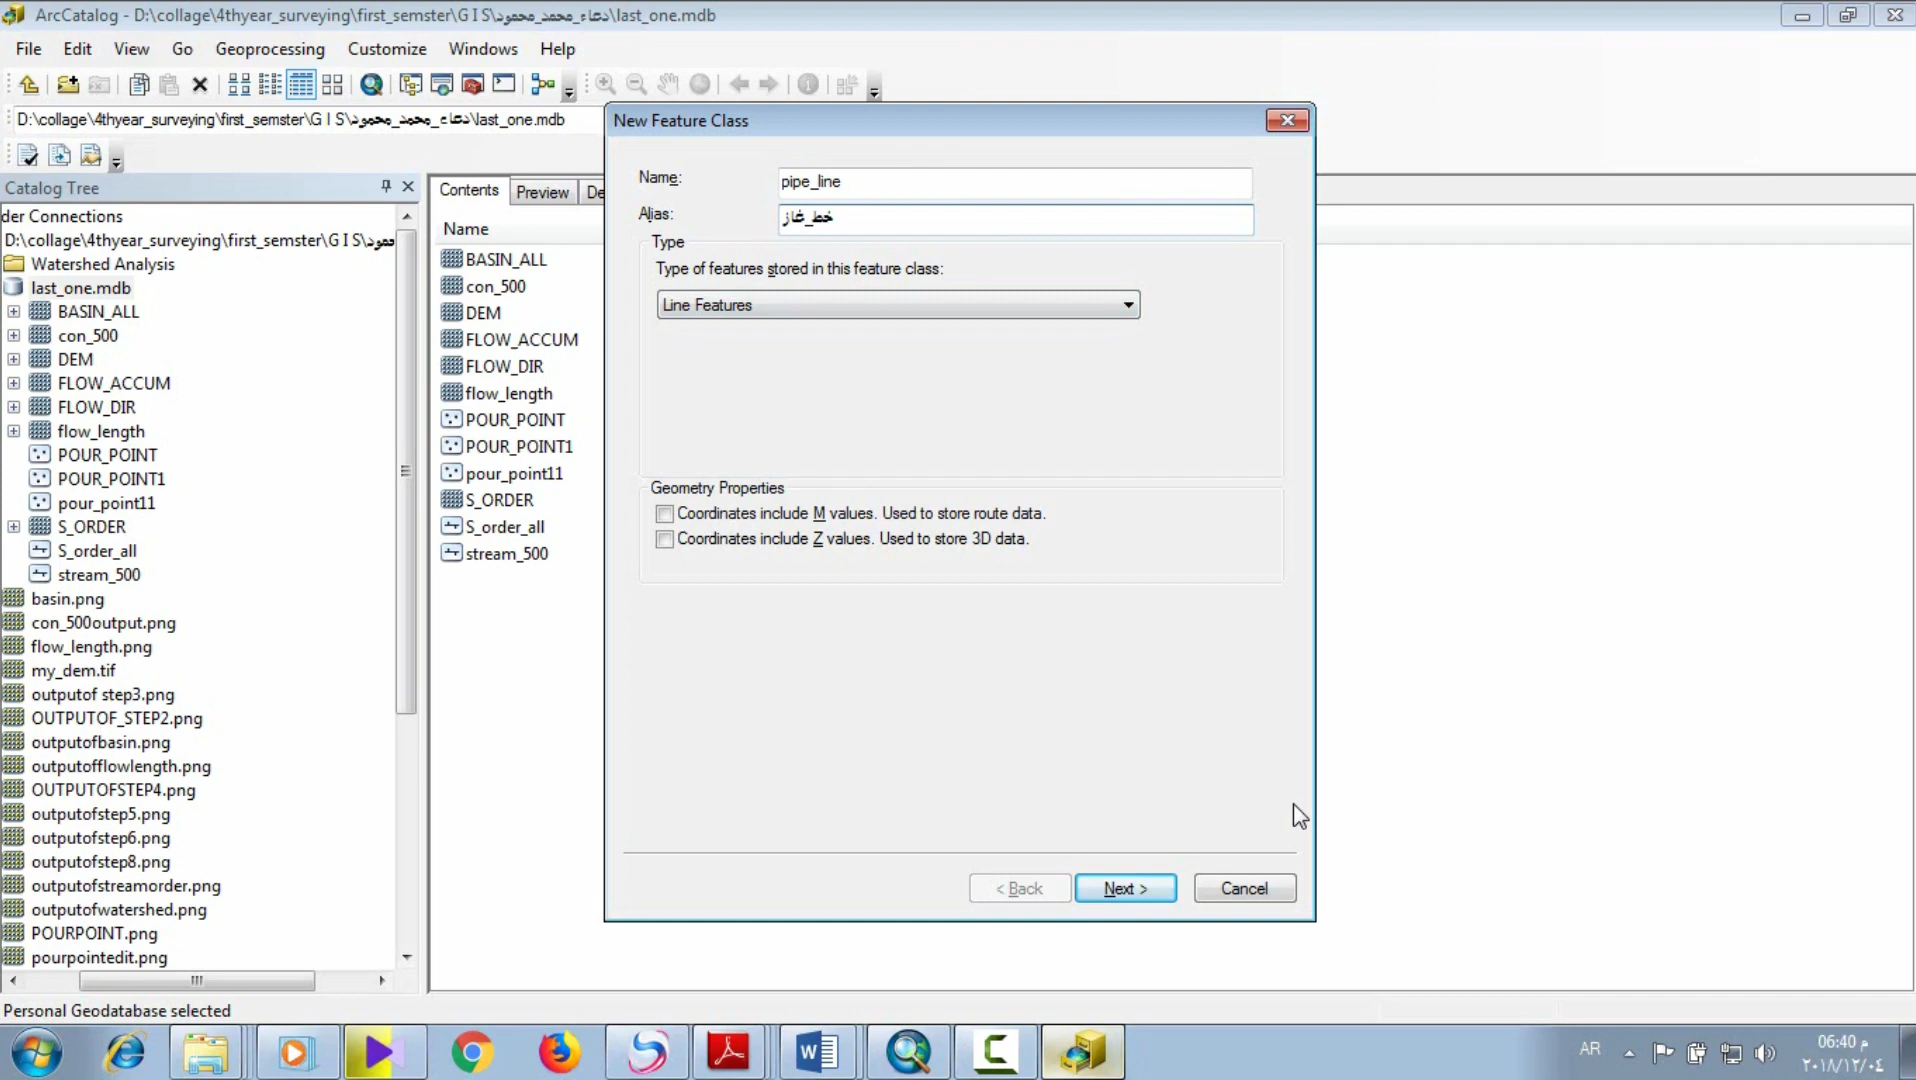 ArcCatalog - D:\collage\4thyear_surveying\first_semster\G I S\دعاء_محمد_محمود\last_one.mdb
File Edit View Go Geoprocessing Customize Windows Help
D:\collage\4thyear_surveying\first_semster\G I S\دعاء_محمد_محمود\last_one.mdb
Catalog Tree
der Connections
D:\collage\4thyear_surveying\first_semster\G I S\
Watershed Analysis
last_one.mdb
BASIN_ALL
con_500
DEM
FLOW_ACCUM
FLOW_DIR
flow_length
POUR_POINT
POUR_POINT1
pour_point11
S_ORDER
S_order_all
stream_500
basin.png
con_500output.png
flow_length.png
my_dem.tif
outputof step3.png
OUTPUTOF_STEP2.png
outputofbasin.png
outputofflowlength.png
OUTPUTOFSTEP4.png
outputofstep5.png
outputofstep6.png
outputofstep8.png
outputofstreamorder.png
outputofwatershed.png
POURPOINT.png
pourpointedit.png
Contents Preview De
Name
BASIN_ALL
con_500
DEM
FLOW_ACCUM
FLOW_DIR
flow_length
POUR_POINT
POUR_POINT1
pour_point11
S_ORDER
S_order_all
stream_500
New Feature Class
Name: pipe_line
Alias: خط_غاز
Type
Type of features stored in this feature class:
Line Features
Geometry Properties
Coordinates include M values. Used to store route data.
Coordinates include Z values. Used to store 3D data.
< Back Next > Cancel
Personal Geodatabase selected
AR
06:40 م
٢٠١٨/١٢/٠٤